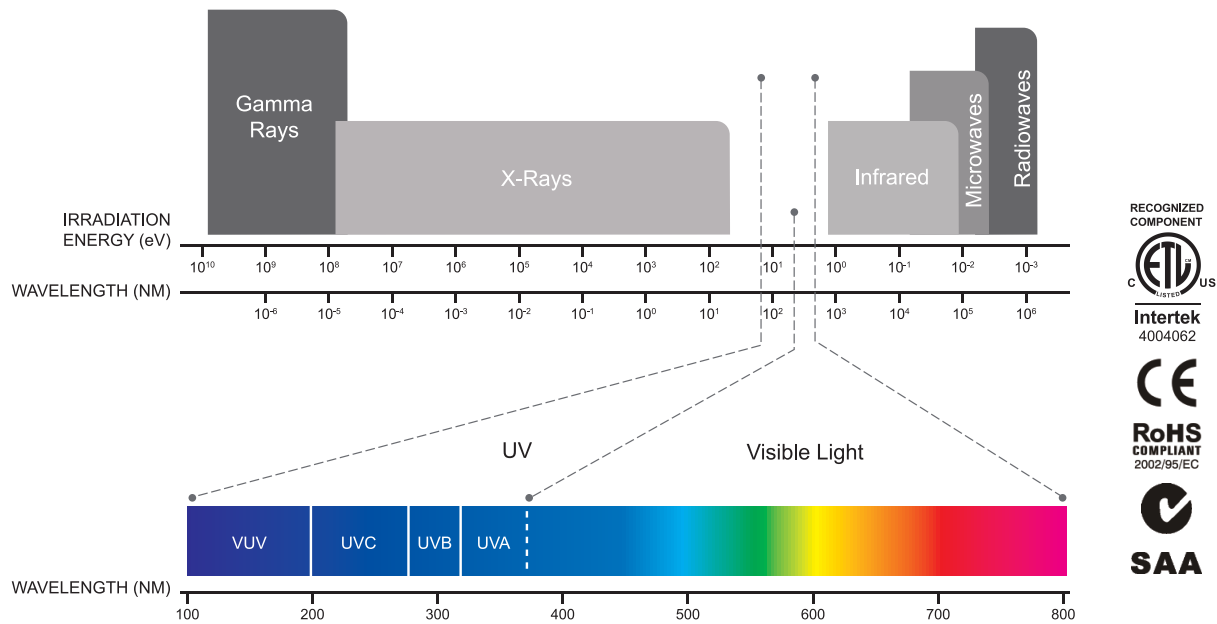 Gamma
Rays
X-Rays
Infrared
Microwaves
Radiowaves
IRRADIATION
ENERGY (eV)
10¹⁰ 10⁹ 10⁸ 10⁷ 10⁶ 10⁵ 10⁴ 10³ 10² 10¹ 10⁰ 10⁻¹ 10⁻² 10⁻³
WAVELENGTH (NM)
10⁻⁶ 10⁻⁵ 10⁻⁴ 10⁻³ 10⁻² 10⁻¹ 10⁰ 10¹ 10² 10³ 10⁴ 10⁵ 10⁶
UV
Visible Light
VUV UVC UVB UVA
WAVELENGTH (NM)
100 200 300 400 500 600 700 800
RECOGNIZED
COMPONENT
ETL CM
C US
LISTED
Intertek
4004062
CE
RoHS
COMPLIANT
2002/95/EC
SAA